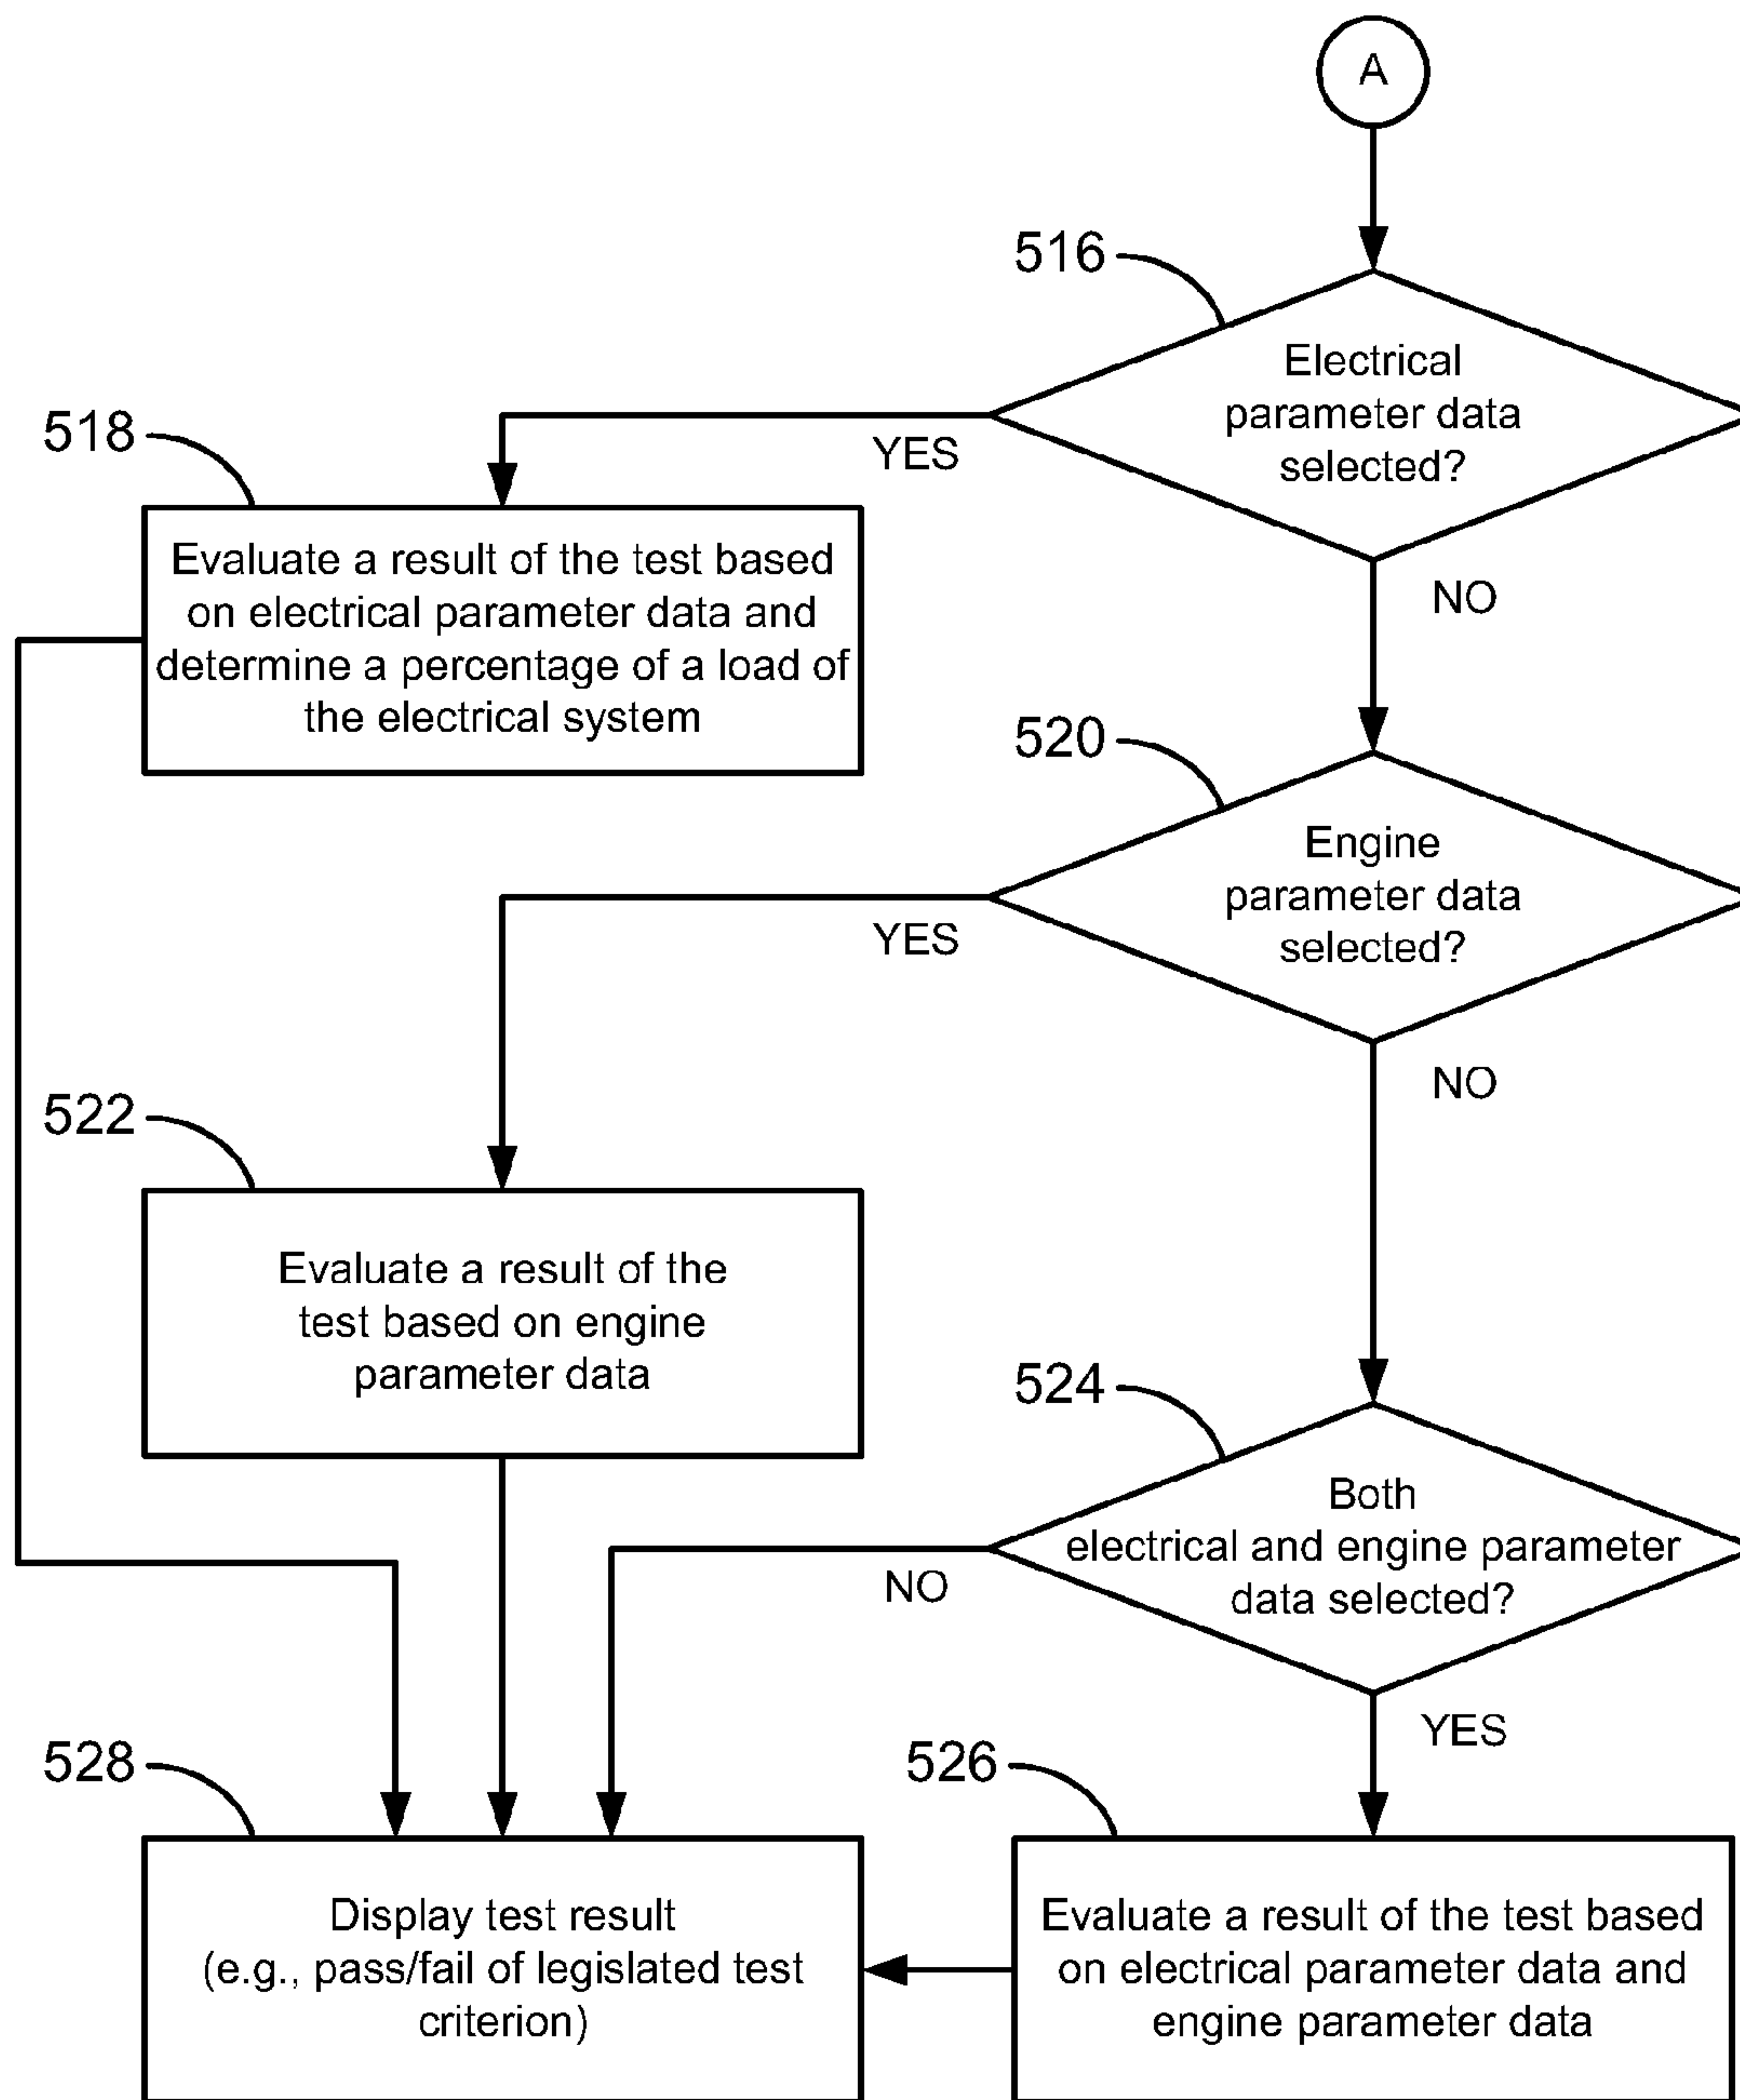 A
516
Electrical
parameter data
selected?
YES
NO
518
Evaluate a result of the test based
on electrical parameter data and
determine a percentage of a load of
the electrical system
520
Engine
parameter data
selected?
YES
NO
522
Evaluate a result of the
test based on engine
parameter data
524
Both
electrical and engine parameter
data selected?
NO
YES
528
Display test result
(e.g., pass/fail of legislated test
criterion)
526
Evaluate a result of the test based
on electrical parameter data and
engine parameter data